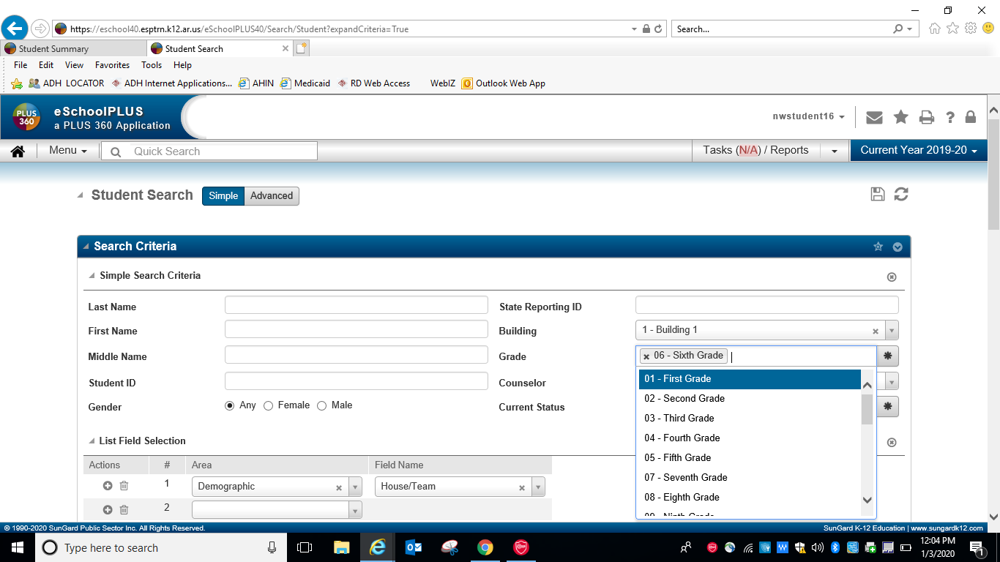 https://eschool40.esptrn.k12.ar.us/eSchoolPLUS40/Search/Student?expandCriteria=True
Search...
Student Summary
Student Search
File Edit View Favorites Tools Help
ADH LOCATOR ADH Internet Applications... AHIN Medicaid RD Web Access WebIZ Outlook Web App
PLUS 360
eSchoolPLUS
a PLUS 360 Application
nwstudent16
Menu
Quick Search
Tasks (N/A) / Reports
Current Year 2019-20
Student Search Simple Advanced
Search Criteria
Simple Search Criteria
Last Name State Reporting ID
First Name Building 1 - Building 1
Middle Name Grade 06 - Sixth Grade
01 - First Grade
Student ID Counselor
02 - Second Grade
Gender Any Female Male Current Status
03 - Third Grade
04 - Fourth Grade
List Field Selection
05 - Fifth Grade
Actions # Area Field Name
07 - Seventh Grade
1 Demographic House/Team
08 - Eighth Grade
2
09 - Ninth Grade
© 1990-2020 SunGard Public Sector Inc. All Rights Reserved. SunGard K-12 Education | www.sungardk12.com
Type here to search
12:04 PM
1/3/2020
1